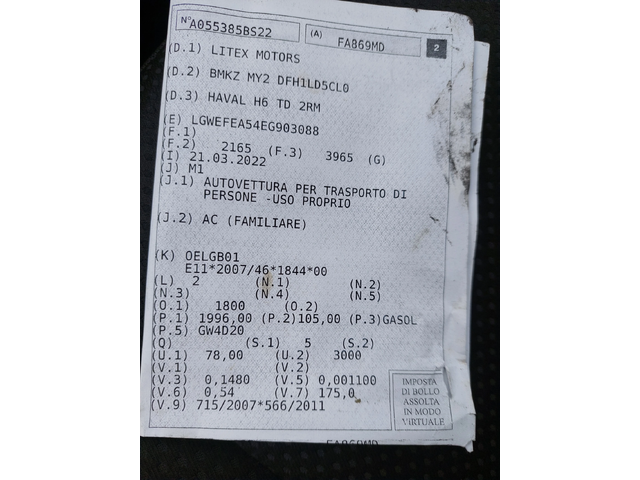 N° A055385BS22
(A) FA869MD
2
(D.1) LITEX MOTORS
(D.2) BMKZ MY2 DFH1LD5CL0
(D.3) HAVAL H6 TD 2RM
(E) LGWEFEA54EG903088
(F.1)
(F.2) 2165 (F.3) 3965 (G)
(I) 21.03.2022
(J) M1
(J.1) AUTOVETTURA PER TRASPORTO DI
PERSONE -USO PROPRIO
(J.2) AC (FAMILIARE)
(K) OELGB01
E11*2007/46*1844*00
(L) 2 (N.1) (N.2)
(N.3) (N.4) (N.5)
(O.1) 1800 (O.2)
(P.1) 1996,00 (P.2)105,00 (P.3)GASOL
(P.5) GW4D20
(Q) (S.1) 5 (S.2)
(U.1) 78,00 (U.2) 3000
(V.1) (V.2)
(V.3) 0,1480 (V.5) 0,001100
(V.6) 0,54 (V.7) 175,0
(V.9) 715/2007*566/2011
IMPOSTA
DI BOLLO
ASSOLTA
IN MODO
VIRTUALE
FA869MD